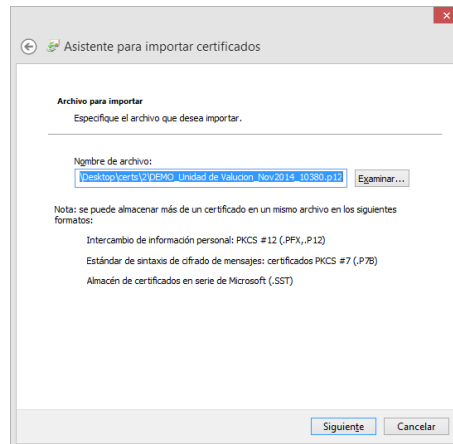 Asistente para importar certificados
Archivo para importar
Especifique el archivo que desea importar.
Nombre de archivo:
\Desktop\certs\2\DEMO_Unidad de Valucion_Nov2014_10380.p12
Examinar...
Nota: se puede almacenar más de un certificado en un mismo archivo en los siguientes
formatos:
Intercambio de información personal: PKCS #12 (.PFX,.P12)
Estándar de sintaxis de cifrado de mensajes: certificados PKCS #7 (.P7B)
Almacén de certificados en serie de Microsoft (.SST)
Siguiente Cancelar